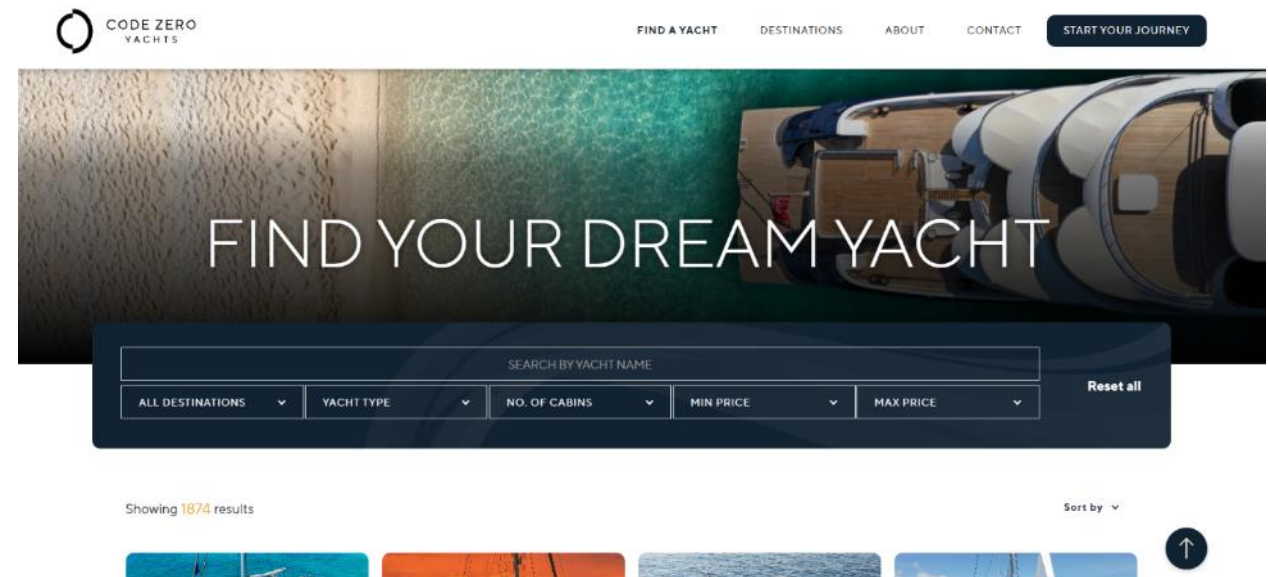 CODE ZERO
YACHTS
FIND A YACHT DESTINATIONS ABOUT CONTACT START YOUR JOURNEY
FIND YOUR DREAM YACHT
SEARCH BY YACHT NAME
Reset all
ALL DESTINATIONS YACHT TYPE NO. OF CABINS MIN PRICE MAX PRICE
Showing 1874 results Sort by